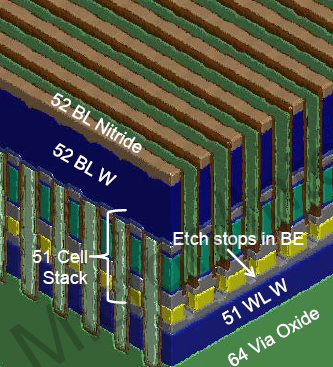 52 BL Nitride
52 BL W
51 Cell
Stack
Etch stops in BE
51 WL W
64 Via Oxide